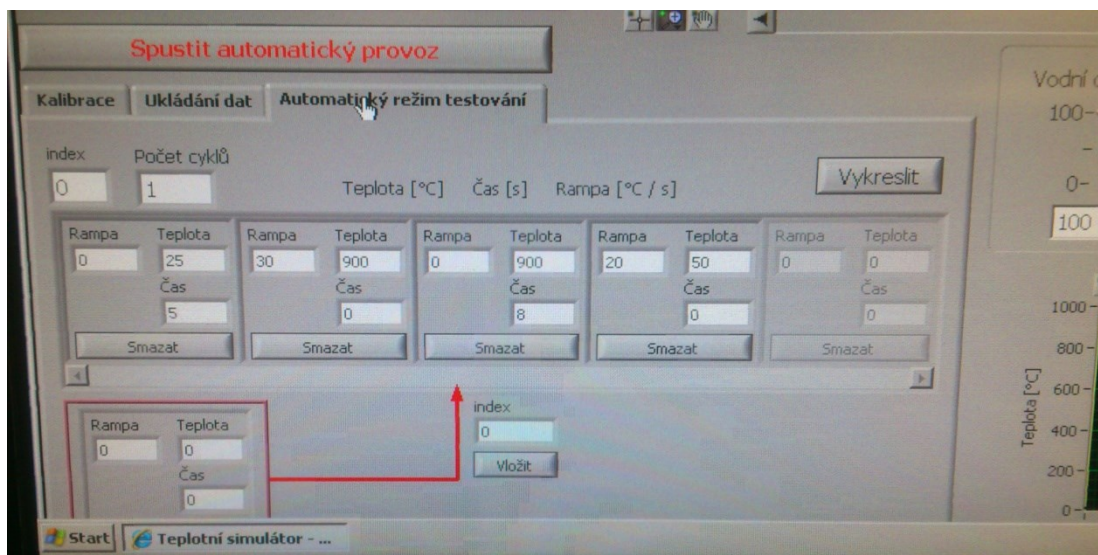 Spustit automatický provoz
Kalibrace Ukládání dat Automatický režim testování
index Počet cyklů
0 1 Teplota [°C] Čas [s] Rampa [°C / s] Vykreslit
Rampa Teplota Rampa Teplota Rampa Teplota Rampa Teplota Rampa Teplota
0 25 30 900 0 900 20 50 0 0
Čas Čas Čas Čas Čas
5 0 8 0 0
Smazat Smazat Smazat Smazat Smazat
index
0
Vložit
Rampa Teplota
0 0
Čas
0
Vodní
100
0
100
Teplota [°C]
1000
800
600
400
200
0
Start Teplotní simulátor - ...